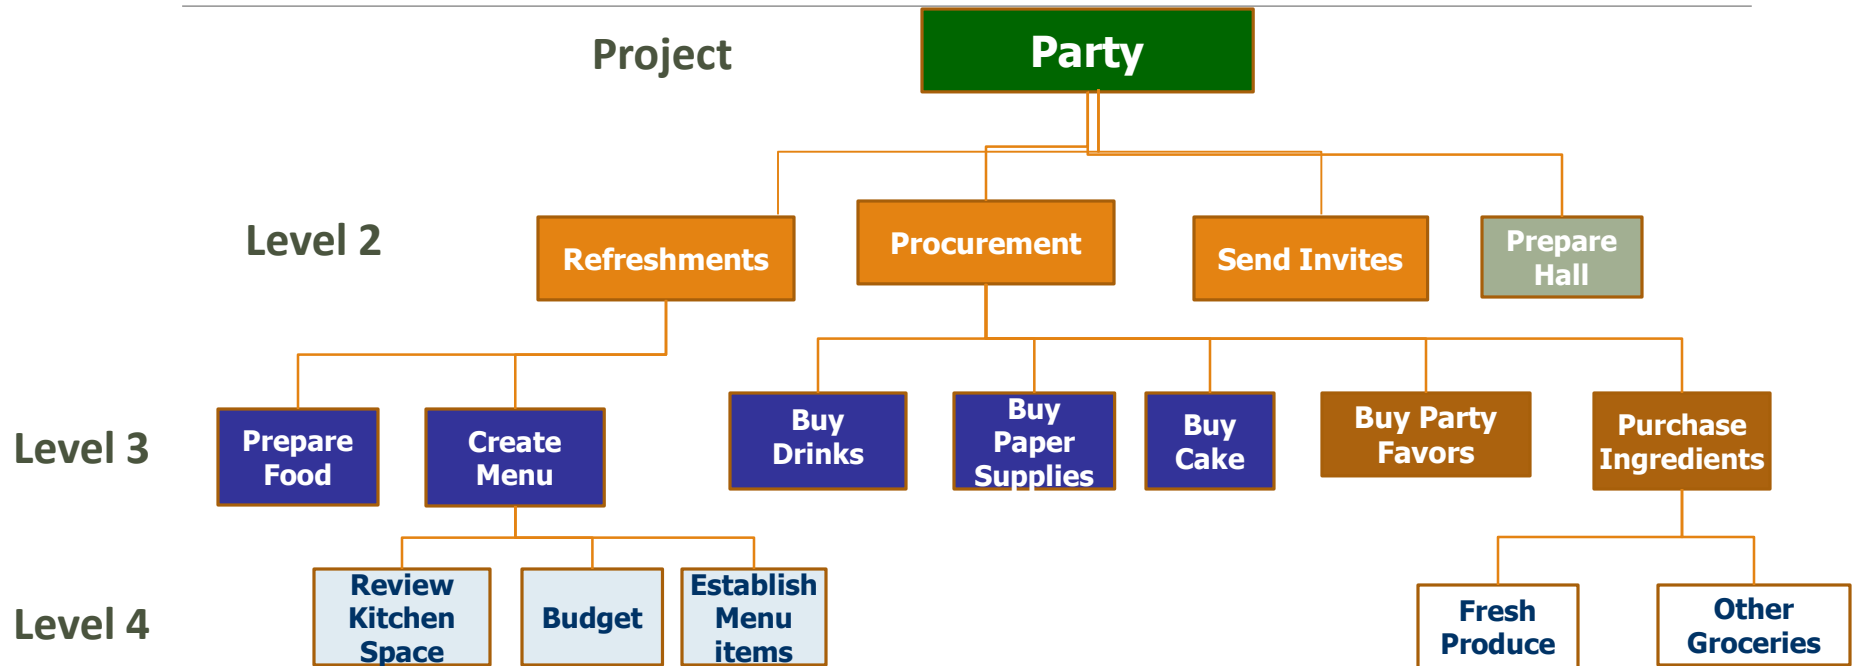 Project
Party
Level 2
Refreshments
Procurement
Send Invites
Prepare
Hall
Level 3
Prepare
Food
Create
Menu
Buy
Drinks
Buy
Paper
Supplies
Buy
Cake
Buy Party
Favors
Purchase
Ingredients
Level 4
Review
Kitchen
Space
Budget
Establish
Menu
items
Fresh
Produce
Other
Groceries